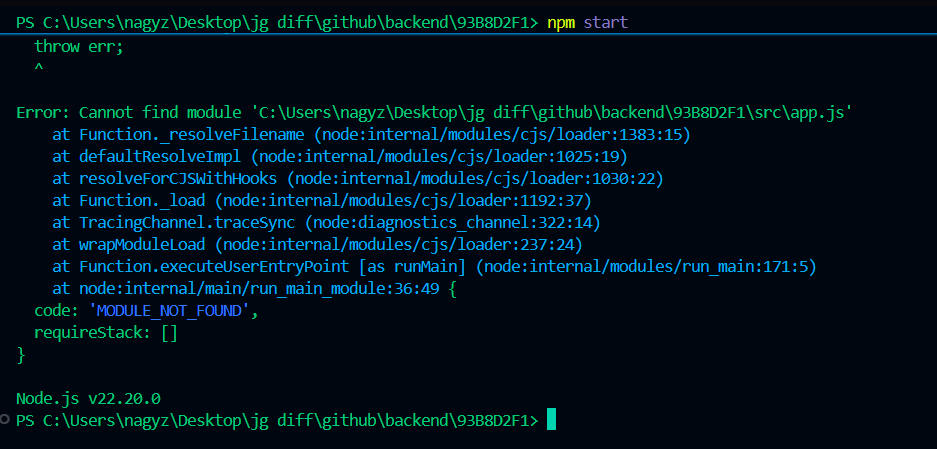 PS C:\Users\nagyz\Desktop\jg diff\github\backend\93B8D2F1> npm start
throw err;
^
Error: Cannot find module 'C:\Users\nagyz\Desktop\jg diff\github\backend\93B8D2F1\src\app.js'
at Function._resolveFilename (node:internal/modules/cjs/loader:1383:15)
at defaultResolveImpl (node:internal/modules/cjs/loader:1025:19)
at resolveForCJSWithHooks (node:internal/modules/cjs/loader:1030:22)
at Function._load (node:internal/modules/cjs/loader:1192:37)
at TracingChannel.traceSync (node:diagnostics_channel:322:14)
at wrapModuleLoad (node:internal/modules/cjs/loader:237:24)
at Function.executeUserEntryPoint [as runMain] (node:internal/modules/run_main:171:5)
at node:internal/main/run_main_module:36:49 {
code: 'MODULE_NOT_FOUND',
requireStack: []
}
Node.js v22.20.0
PS C:\Users\nagyz\Desktop\jg diff\github\backend\93B8D2F1>